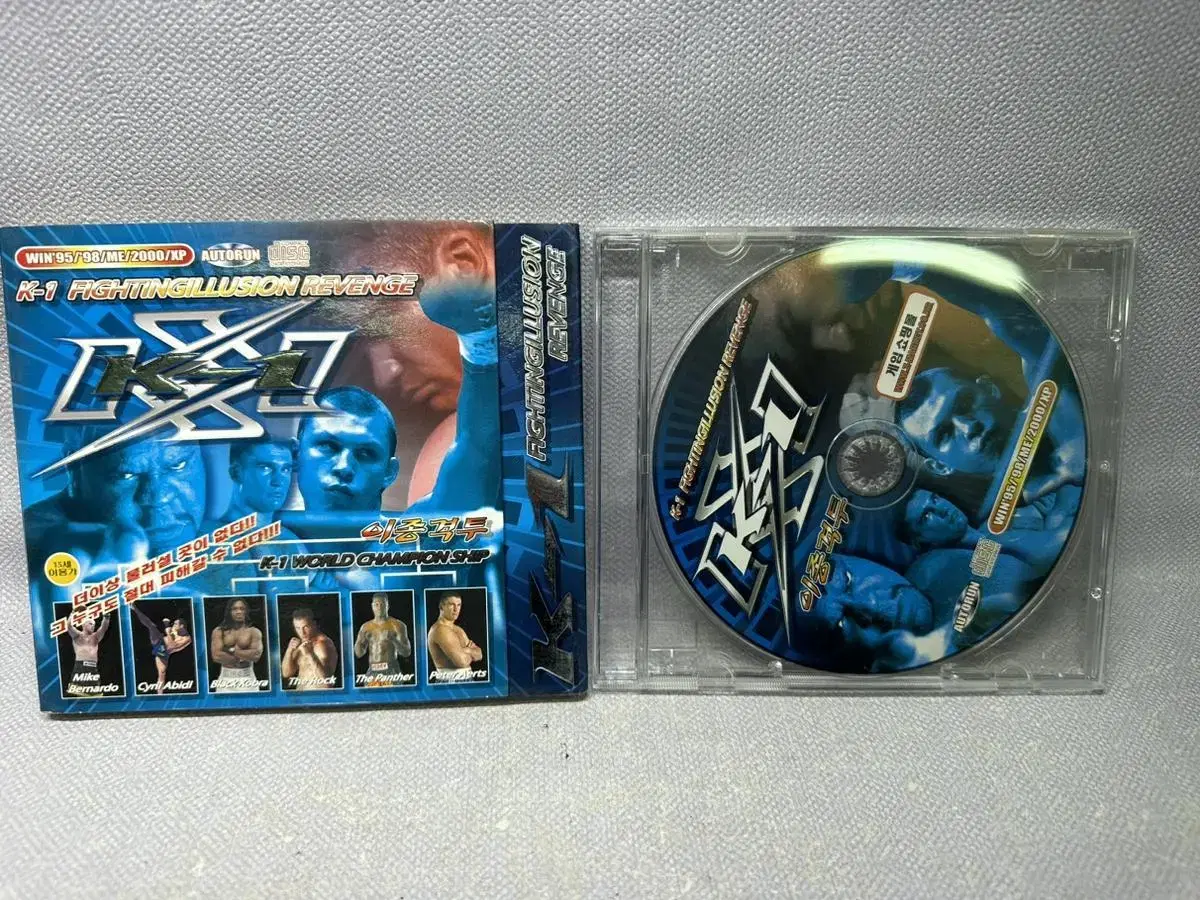 WIN'95/'98/ME/2000/XP
AUTORUN
COMPACT
disc
K-1 FIGHTINGILLUSION REVENGE
K-1
이종격투
K-1 WORLD CHAMPION SHIP
15세
이용가
더이상 물러설 곳이 없다!!
그 누구도 절대 피해갈 수 없다!!!
Mike
Bernardo
Cyril Abidi
Black Kobra
The Rock
The Panther
Peter Aerts
K-1
FIGHTINGILLUSION
REVENGE
K-1 FIGHTINGILLUSION REVENGE
K-1
이종격투
게임쇼핑몰
WIN'95/'98/ME/2000/XP
AUTORUN
disc